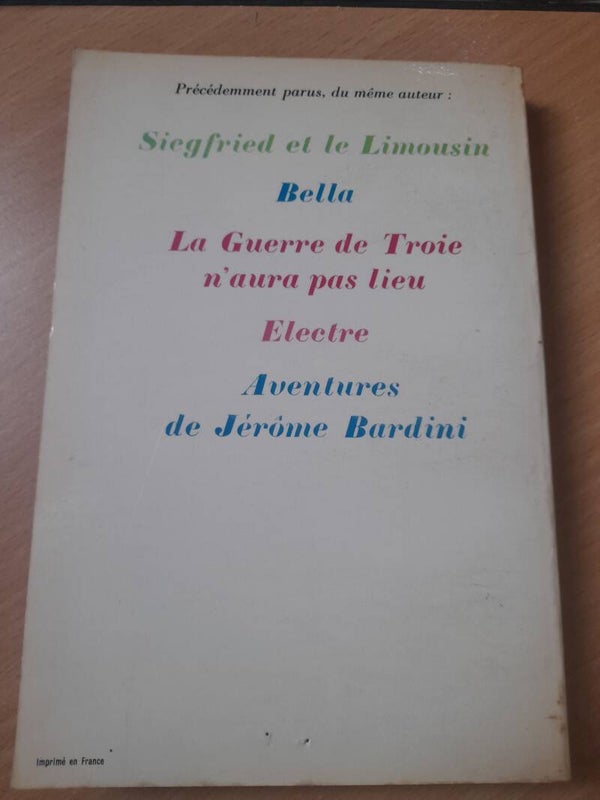 Précédemment parus, du même auteur :
Siegfried et le Limousin
Bella
La Guerre de Troie
n'aura pas lieu
Electre
Aventures
de Jérôme Bardini
Imprimé en France